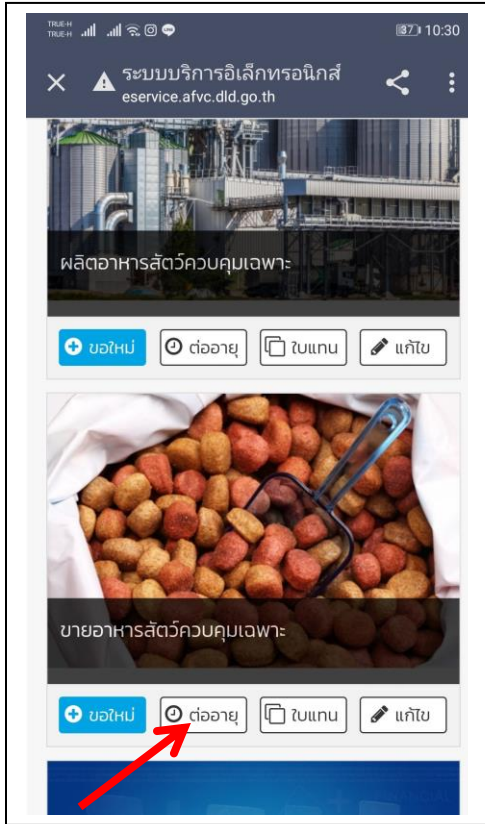 TRUE-H
TRUE-H
37 10:30
ระบบบริการอิเล็กทรอนิกส์
eservice.afvc.dld.go.th
ผลิตอาหารสัตว์ควบคุมเฉพาะ
ขอใหม่ ต่ออายุ ใบแทน แก้ไข
ขายอาหารสัตว์ควบคุมเฉพาะ
ขอใหม่ ต่ออายุ ใบแทน แก้ไข